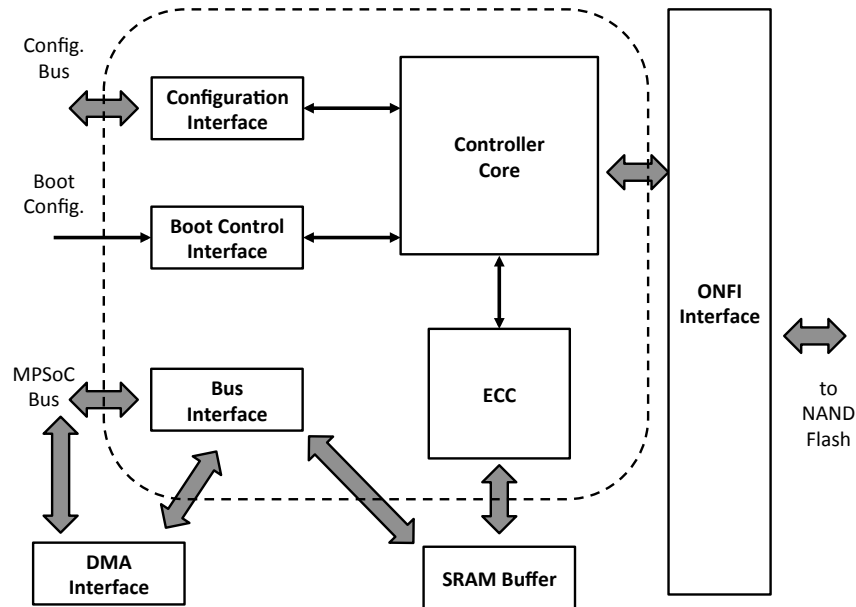 Config.
Bus
Configuration
Interface
Controller
Core
Boot
Config.
Boot Control
Interface
ONFI
Interface
MPSoC
Bus
Bus
Interface
ECC
to
NAND
Flash
DMA
Interface
SRAM Buffer